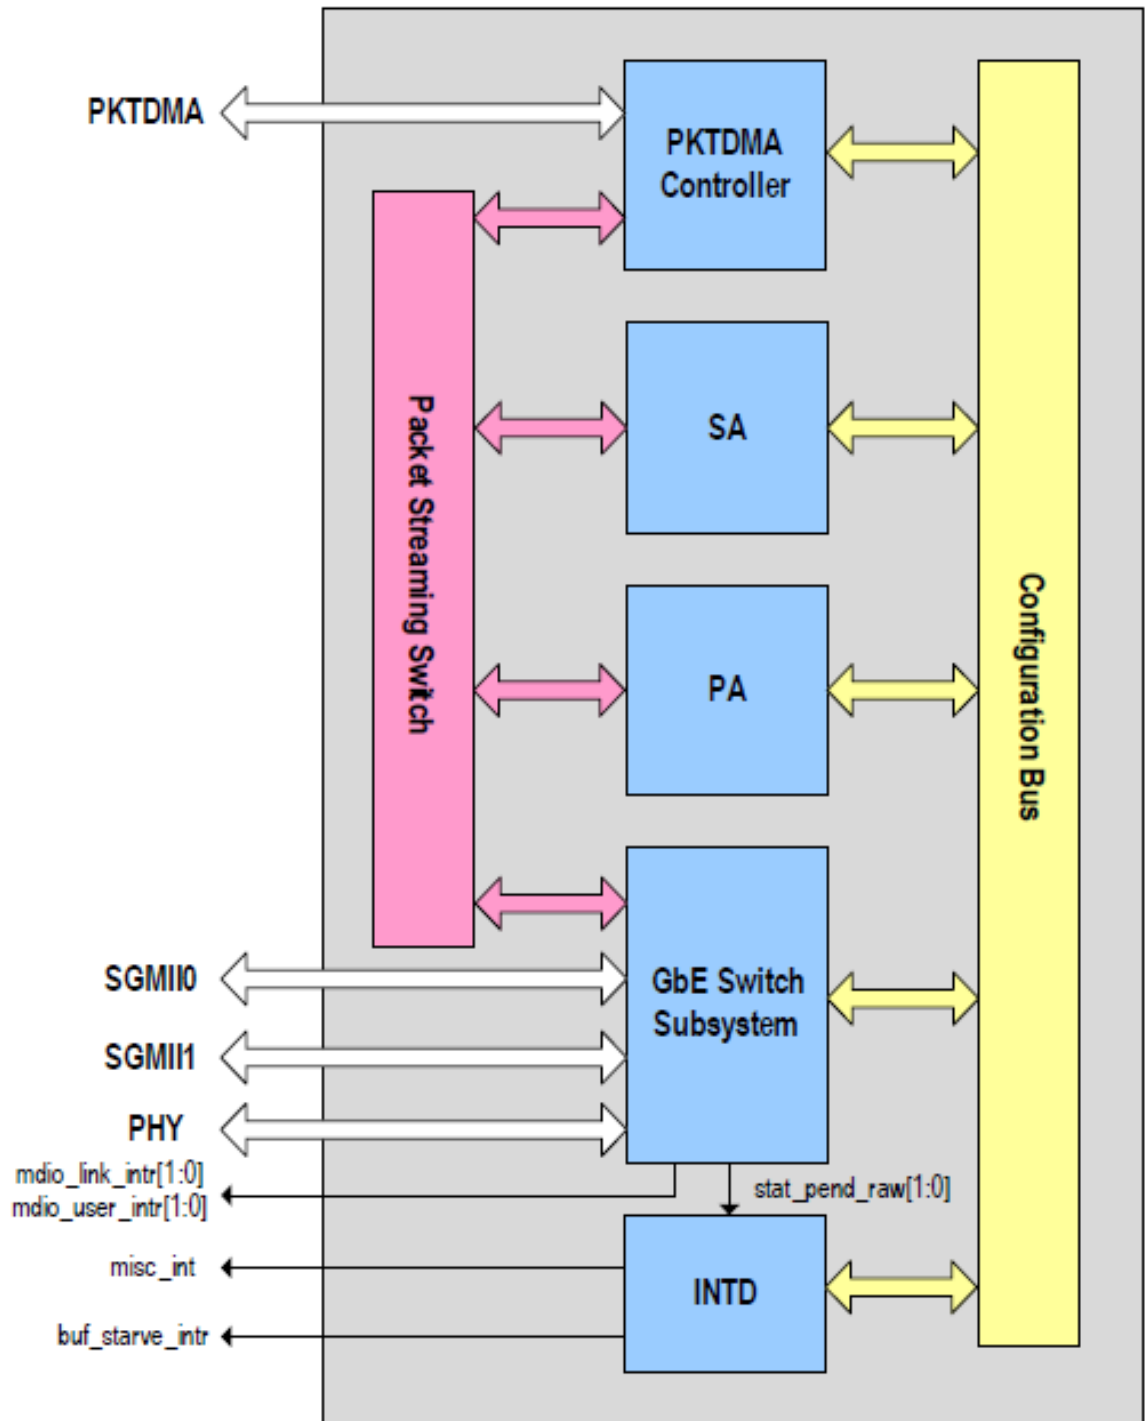 PKTDMA
PKTDMA
Controller
SA
Packet Streaming Switch
Configuration Bus
PA
GbE Switch
Subsystem
SGMII0
SGMII1
PHY
mdio_link_intr[1:0]
mdio_user_intr[1:0]
stat_pend_raw[1:0]
misc_int
INTD
buf_starve_intr